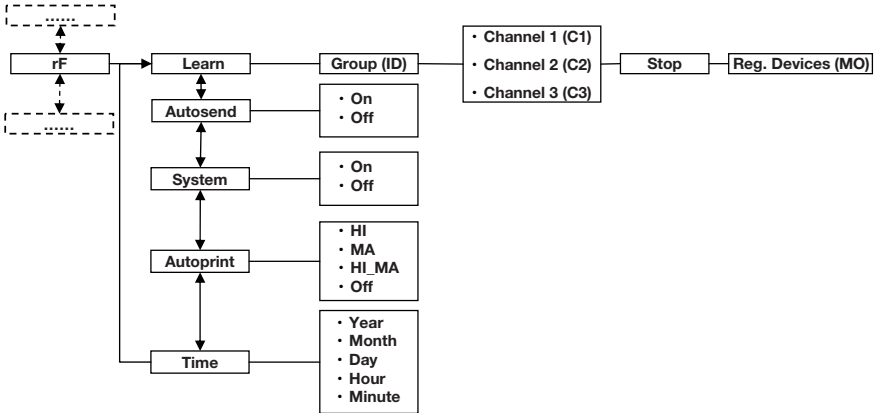 ......
rF
......
Learn
Group (ID)
· Channel 1 (C1)
· Channel 2 (C2)
· Channel 3 (C3)
Stop
Reg. Devices (MO)
Autosend
· On
· Off
System
· On
· Off
Autoprint
· HI
· MA
· HI_MA
· Off
Time
· Year
· Month
· Day
· Hour
· Minute